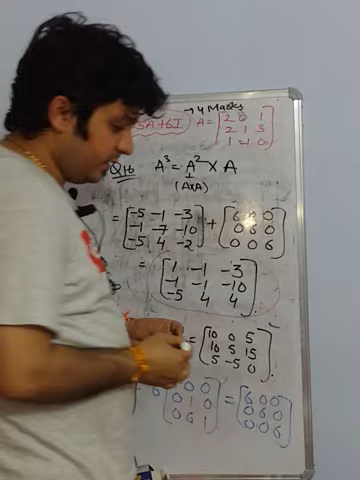 → 4 Marks
5A+6I A = [2 0 1
2 1 3
1 -1 0]
Q16 A³ = A² × A
(A×A)
= [-5 -1 -3
-1 -7 -10
-5 4 -2] + [6 0 0
0 6 0
0 0 6]
= [1 -1 -3
-1 -1 -10
-5 4 4]
= [10 0 5
10 5 15
5 -5 0]
0 0
0 1 0
0 0 1] = [6 0 0
0 6 0
0 0 6]